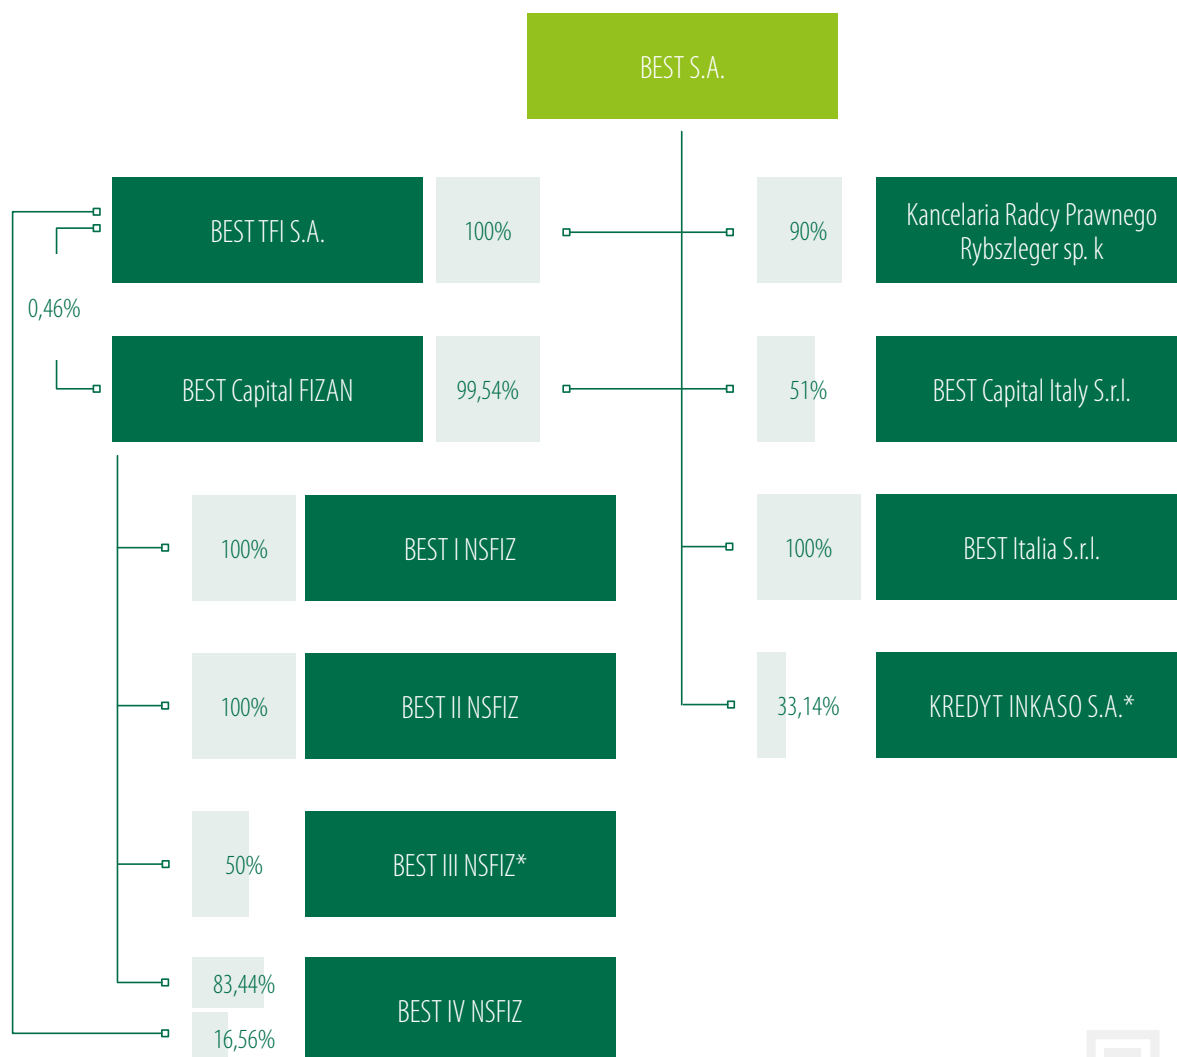 BEST S.A.
BEST TFI S.A.
100%
90%
Kancelaria Radcy Prawnego
Rybszleger sp. k
0,46%
BEST Capital FIZAN
99,54%
51%
BEST Capital Italy S.r.l.
100%
BEST I NSFIZ
100%
BEST Italia S.r.l.
100%
BEST II NSFIZ
33,14%
KREDYT INKASO S.A.*
50%
BEST III NSFIZ*
83,44%
BEST IV NSFIZ
16,56%